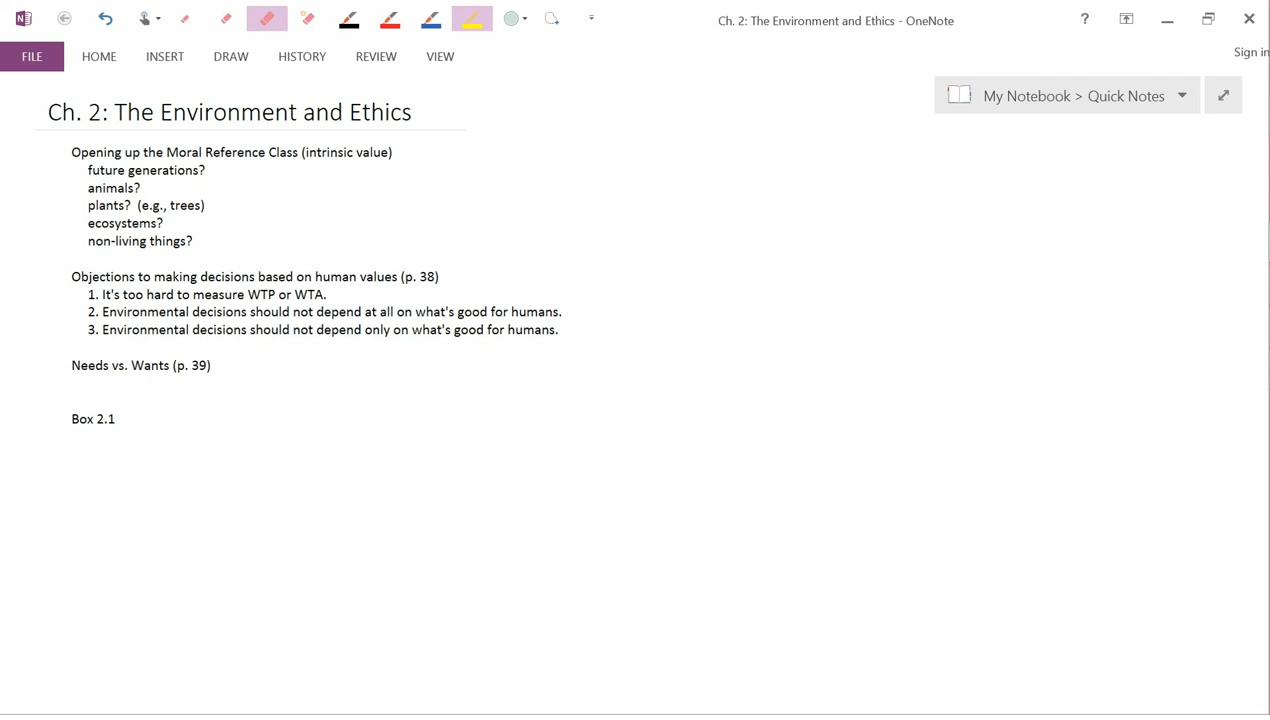 Ch. 2: The Environment and Ethics - OneNote
?
Sign in
FILE HOME INSERT DRAW HISTORY REVIEW VIEW
My Notebook > Quick Notes
Ch. 2: The Environment and Ethics
Opening up the Moral Reference Class (intrinsic value)
future generations?
animals?
plants? (e.g., trees)
ecosystems?
non-living things?
Objections to making decisions based on human values (p. 38)
1. It's too hard to measure WTP or WTA.
2. Environmental decisions should not depend at all on what's good for humans.
3. Environmental decisions should not depend only on what's good for humans.
Needs vs. Wants (p. 39)
Box 2.1